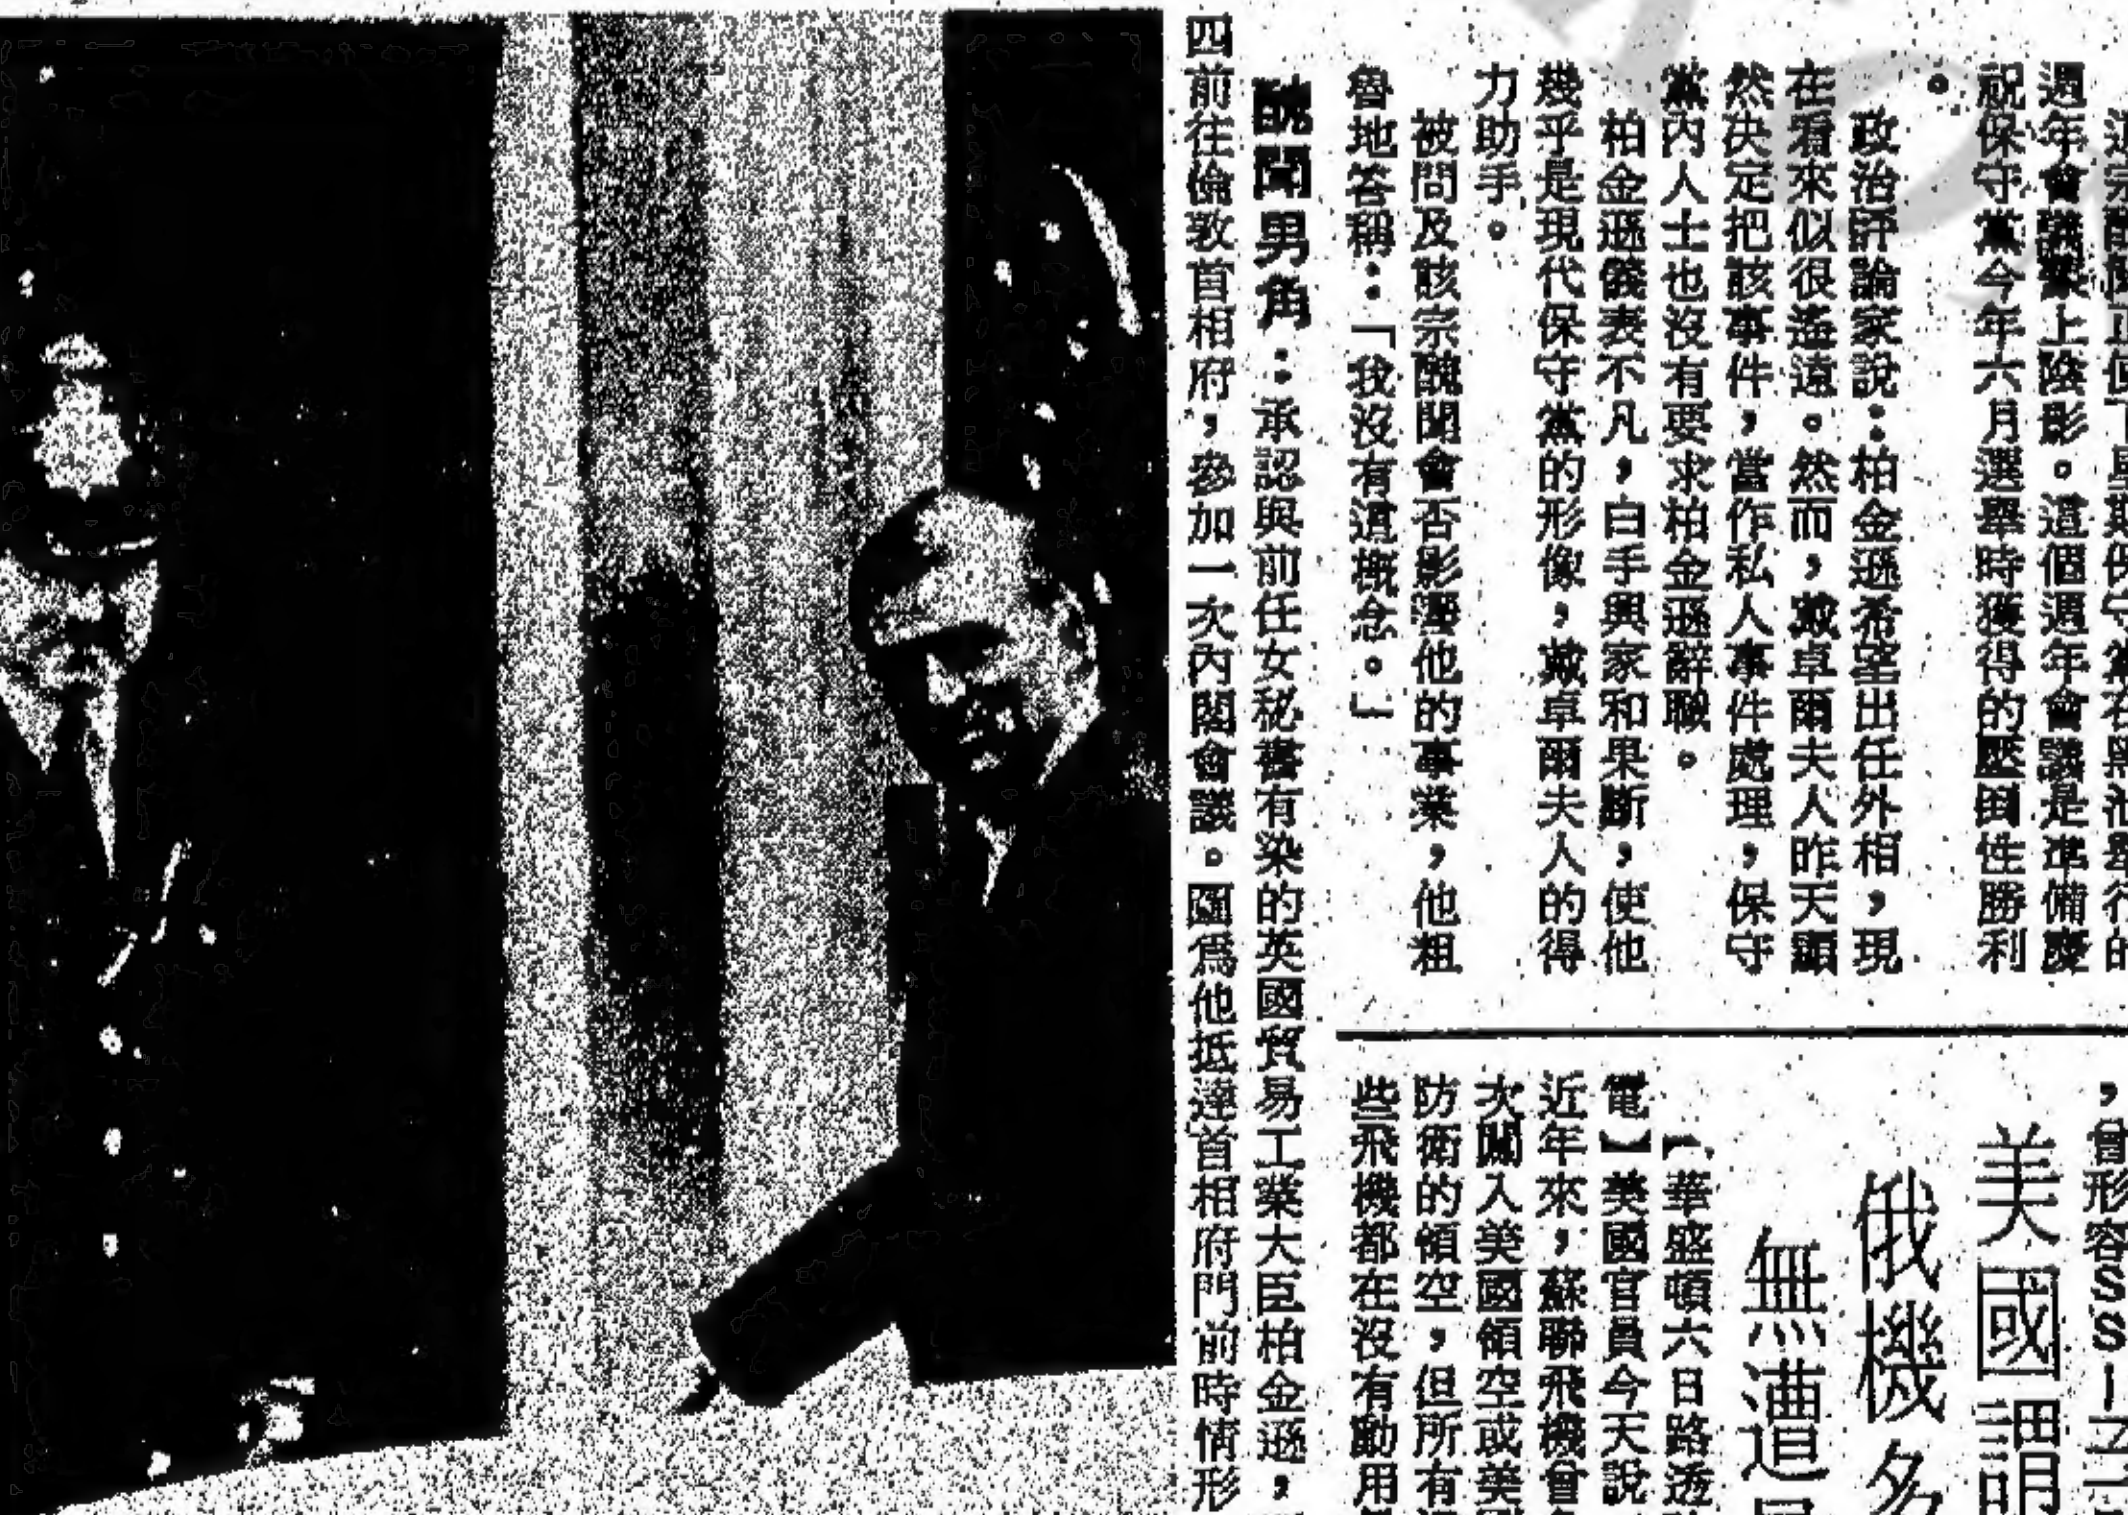 週年會議蒙上陰影。這個週年會議是準備慶
祝保守黨今年六月選舉時獲得的壓倒性勝利
。
政治評論家說：柏金遜希望出任外相，現
在看來似很遙遠。然而，戴卓爾夫人昨天顯
然決定把該事件，當作私人事件處理，保守
黨內人士也沒有要求柏金遜辭職。
柏金遜儀表不凡，白手興家和果斷，使他
幾乎是現代保守黨的形像，戴卓爾夫人的得
力助手。
被問及該宗醜聞會否影響他的事業，他粗
魯地答稱：「我沒有這概念。」
醜聞男角：承認與前任女秘書有染的英國貿易工業大臣柏金遜，
四前往倫敦首相府，參加一次內閣會議。圖爲他抵達首相府門前時情形
，曾形容SS—
美國謂
俄機多
無遭
【華盛頓六日路透
電】美國官員今天說
近年來，蘇聯飛機曾
次闖入美國領空或美
防衛的領空，但所有
些飛機都在沒有動用